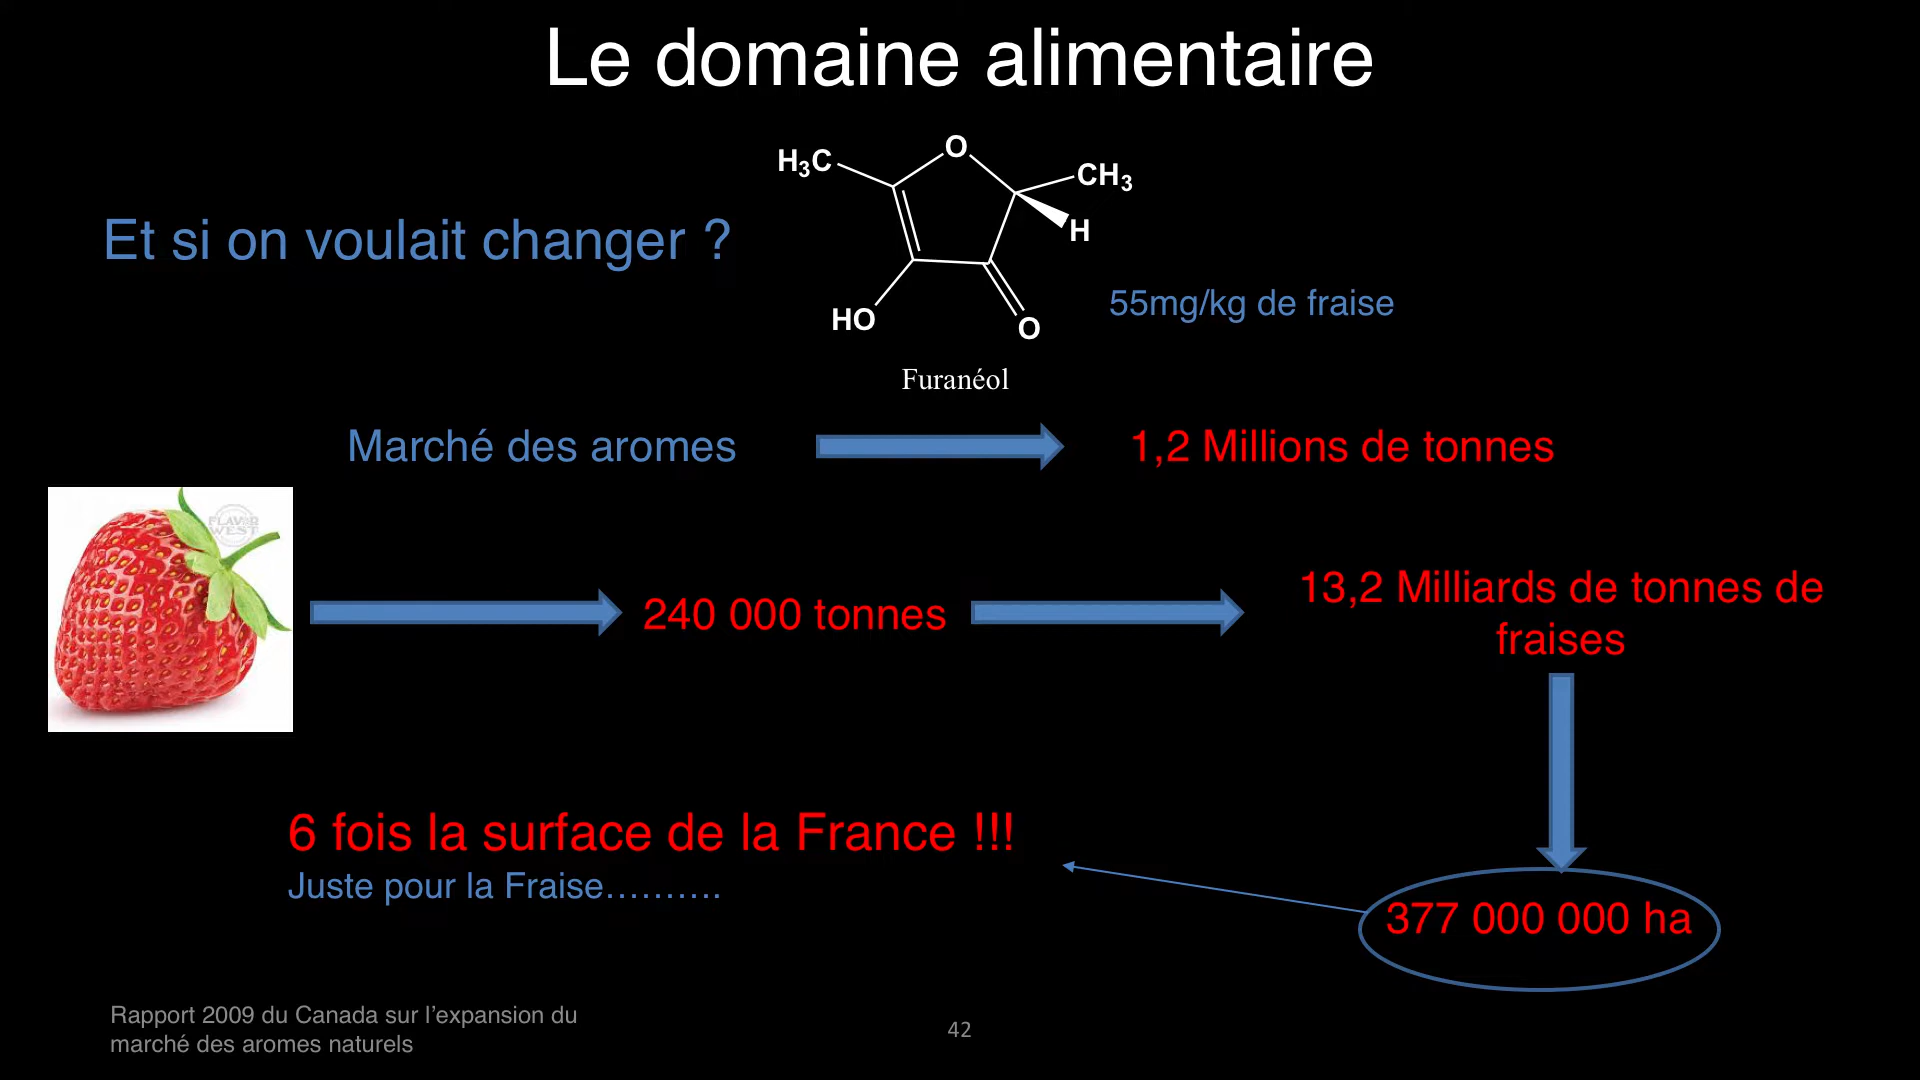 Le domaine alimentaire
H₃C
O
CH₃
H
Et si on voulait changer ?
HO
O
55mg/kg de fraise
Furanéol
Marché des aromes
1,2 Millions de tonnes
FLAVOR
WEST
240 000 tonnes
13,2 Milliards de tonnes de
fraises
6 fois la surface de la France !!!
Juste pour la Fraise……….
377 000 000 ha
Rapport 2009 du Canada sur l’expansion du
marché des aromes naturels
42